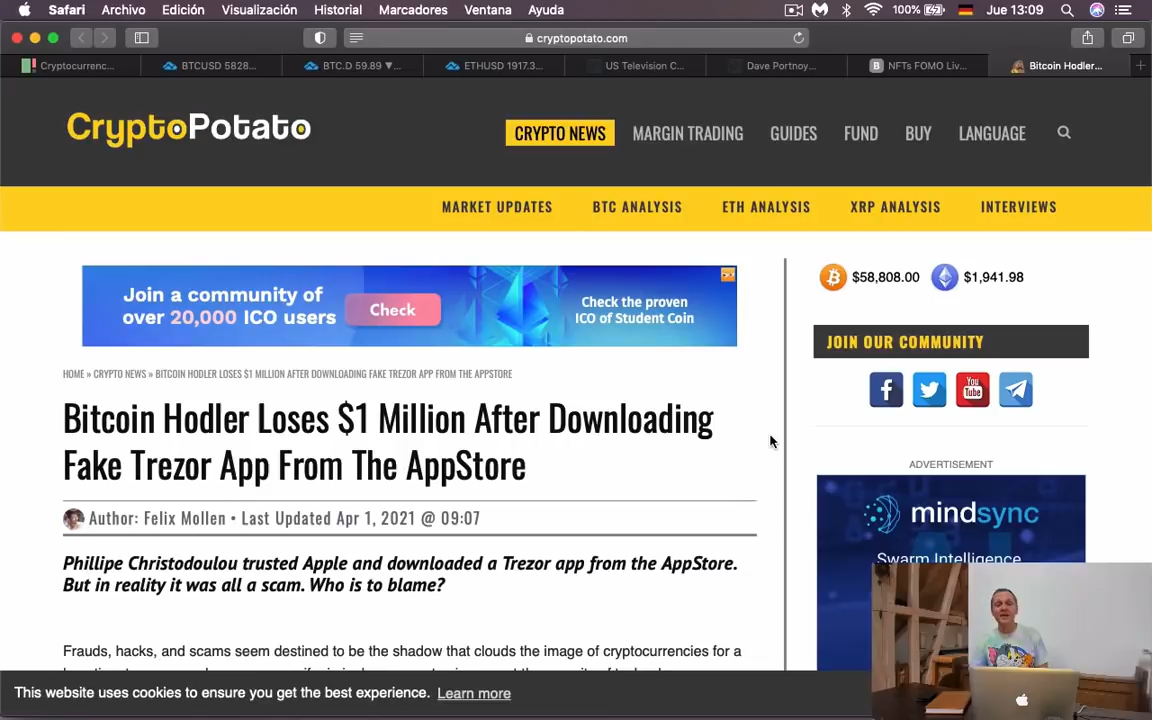 Safari Archivo Edición Visualización Historial Marcadores Ventana Ayuda 100% Jue 13:09
cryptopotato.com
Cryptocurrenc... BTCUSD 5828... BTC.D 59.89 ▼... ETHUSD 1917.3... US Television C... Dave Portnoy... NFTs FOMO Liv... Bitcoin Hodler...
CryptoPotato
CRYPTO NEWS MARGIN TRADING GUIDES FUND BUY LANGUAGE
MARKET UPDATES BTC ANALYSIS ETH ANALYSIS XRP ANALYSIS INTERVIEWS
Join a community of
over 20,000 ICO users
Check
Check the proven
ICO of Student Coin
$58,808.00 $1,941.98
JOIN OUR COMMUNITY
You
Tube
HOME » CRYPTO NEWS » BITCOIN HODLER LOSES $1 MILLION AFTER DOWNLOADING FAKE TREZOR APP FROM THE APPSTORE
Bitcoin Hodler Loses $1 Million After Downloading
Fake Trezor App From The AppStore
Author: Felix Mollen • Last Updated Apr 1, 2021 @ 09:07
Phillipe Christodoulou trusted Apple and downloaded a Trezor app from the AppStore.
But in reality it was all a scam. Who is to blame?
Frauds, hacks, and scams seem destined to be the shadow that clouds the image of cryptocurrencies for a
ADVERTISEMENT
mindsync
Swarm Intelligence
This website uses cookies to ensure you get the best experience. Learn more